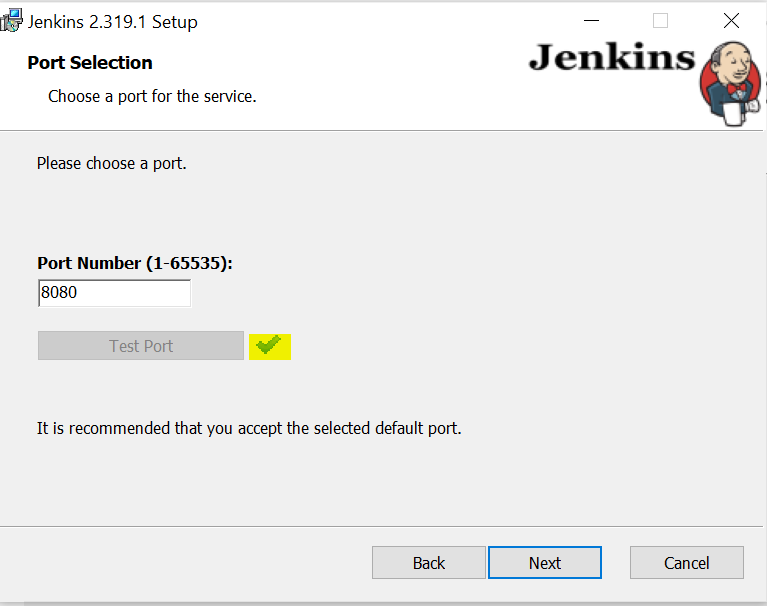 Jenkins 2.319.1 Setup
Port Selection
Jenkins
Choose a port for the service.
Please choose a port.
Port Number (1-65535):
8080
Test Port
It is recommended that you accept the selected default port.
Back
Next
Cancel